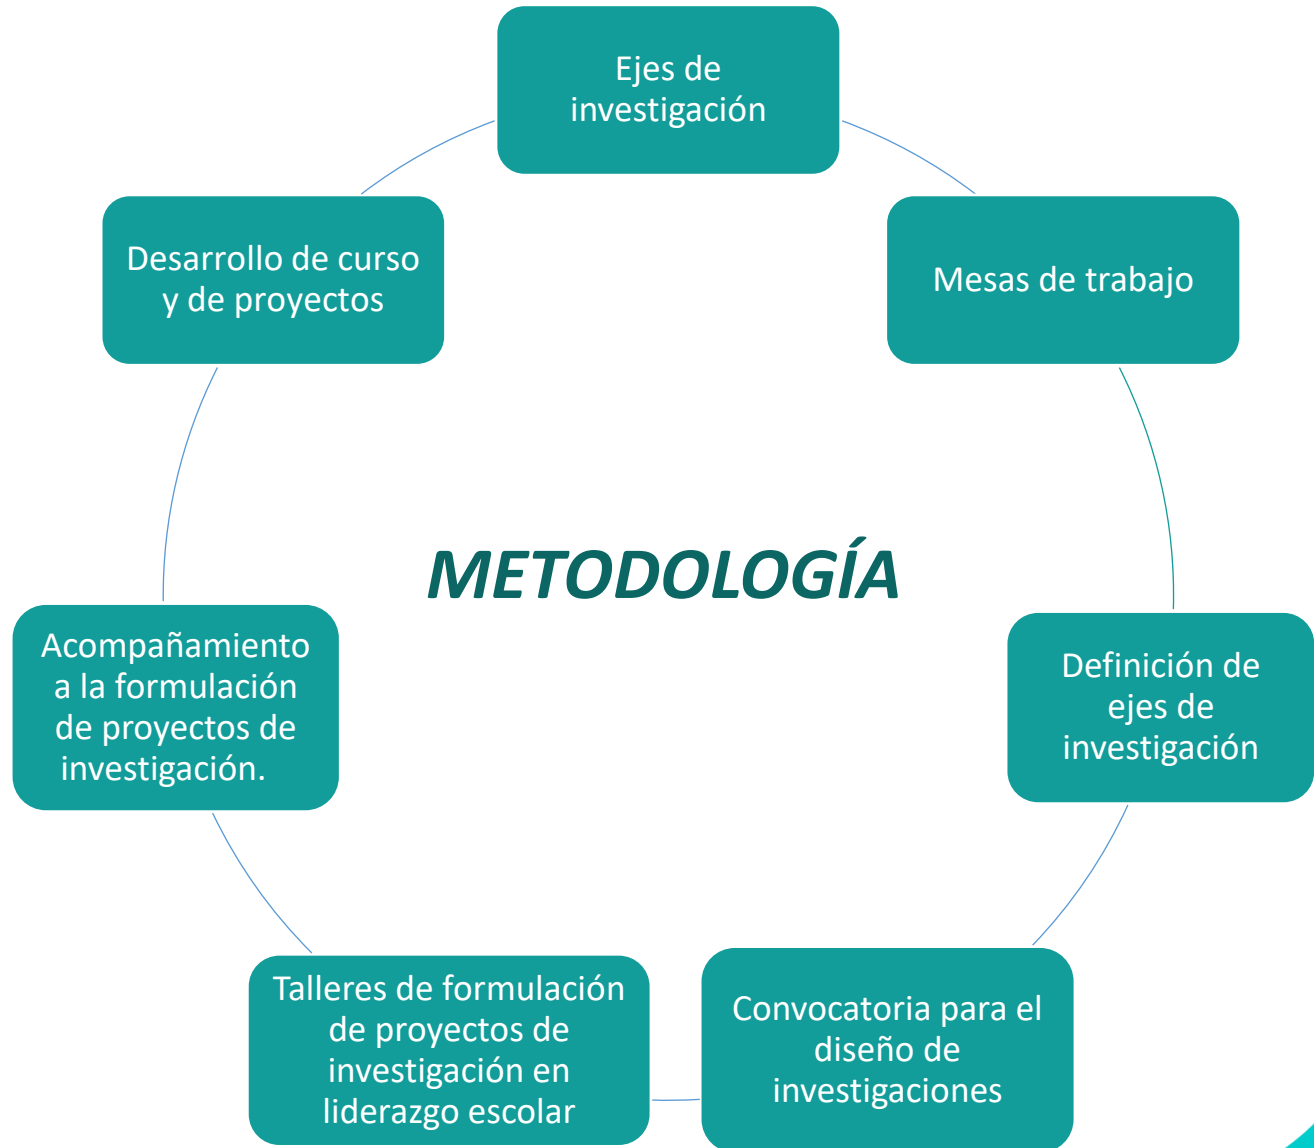 Ejes de
investigación
Mesas de trabajo
Definición de
ejes de
investigación
Convocatoria para el
diseño de
investigaciones
Talleres de formulación
de proyectos de
investigación en
liderazgo escolar
Acompañamiento
a la formulación
de proyectos de
investigación.
Desarrollo de curso
y de proyectos
METODOLOGÍA